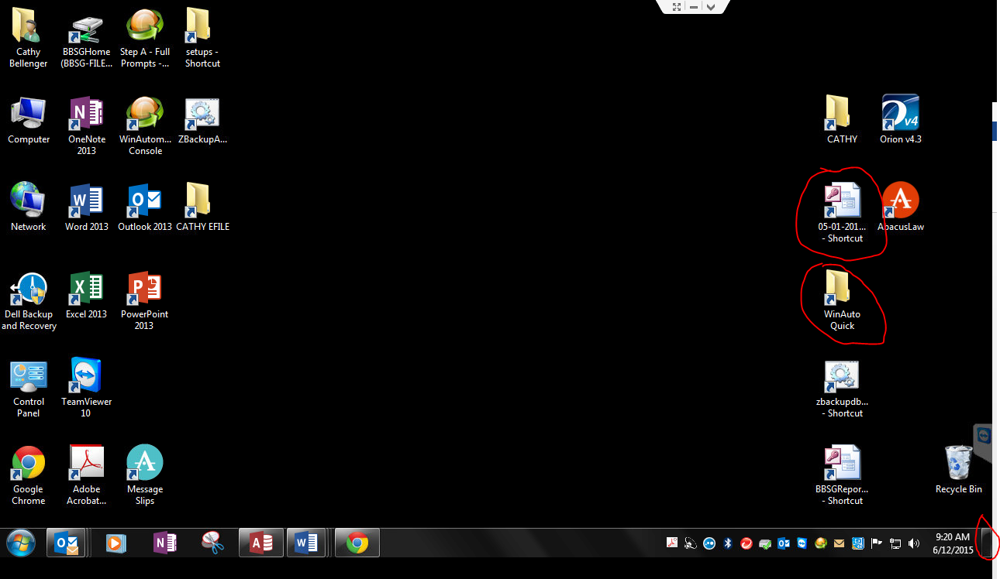 Cathy
Bellenger
BBSGHome
(BBSG-FILE...
Step A - Full
Prompts -...
setups -
Shortcut
Computer
OneNote
2013
WinAutom...
Console
ZBackupA...
CATHY
Orion v4.3
v4
Network
Word 2013
Outlook 2013
CATHY EFILE
05-01-201...
- Shortcut
AbacusLaw
Dell Backup
and Recovery
Excel 2013
PowerPoint
2013
WinAuto
Quick
Control
Panel
TeamViewer
10
zbackupdb...
- Shortcut
Google
Chrome
Adobe
Acrobat...
Message
Slips
BBSGRepor...
- Shortcut
Recycle Bin
9:20 AM
6/12/2015